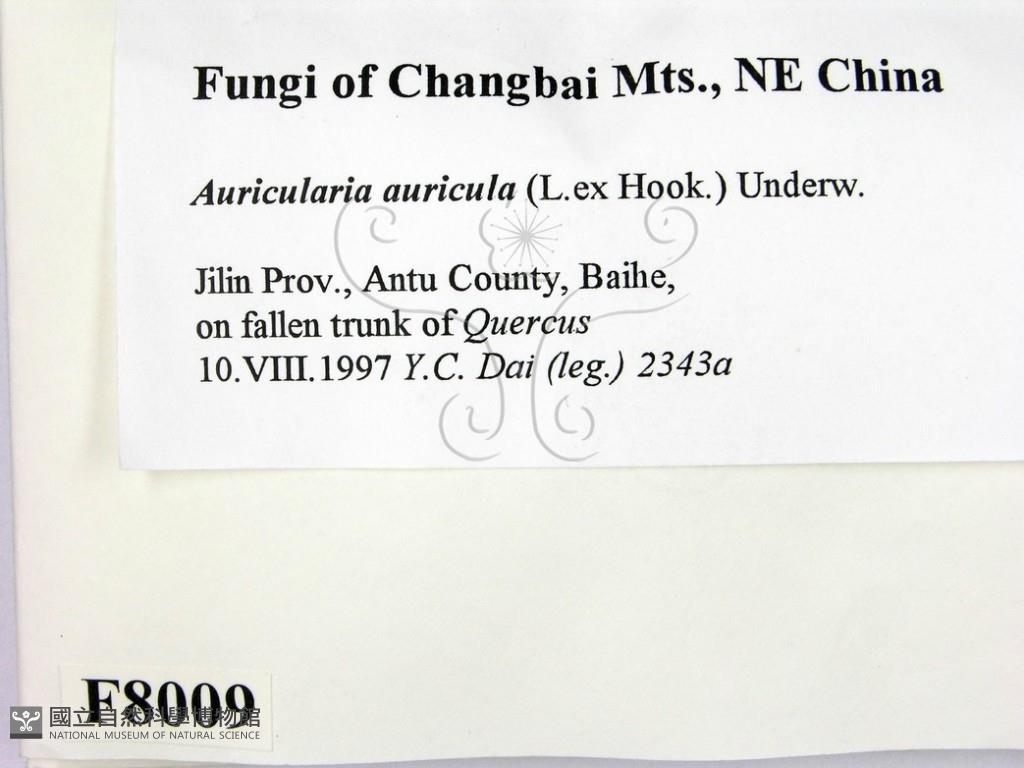 Fungi of Changbai Mts., NE China
Auricularia auricula (L.ex Hook.) Underw.
Jilin Prov., Antu County, Baihe,
on fallen trunk of Quercus
10.VIII.1997 Y.C. Dai (leg.) 2343a
F8009
國立自然科學博物館
NATIONAL MUSEUM OF NATURAL SCIENCE